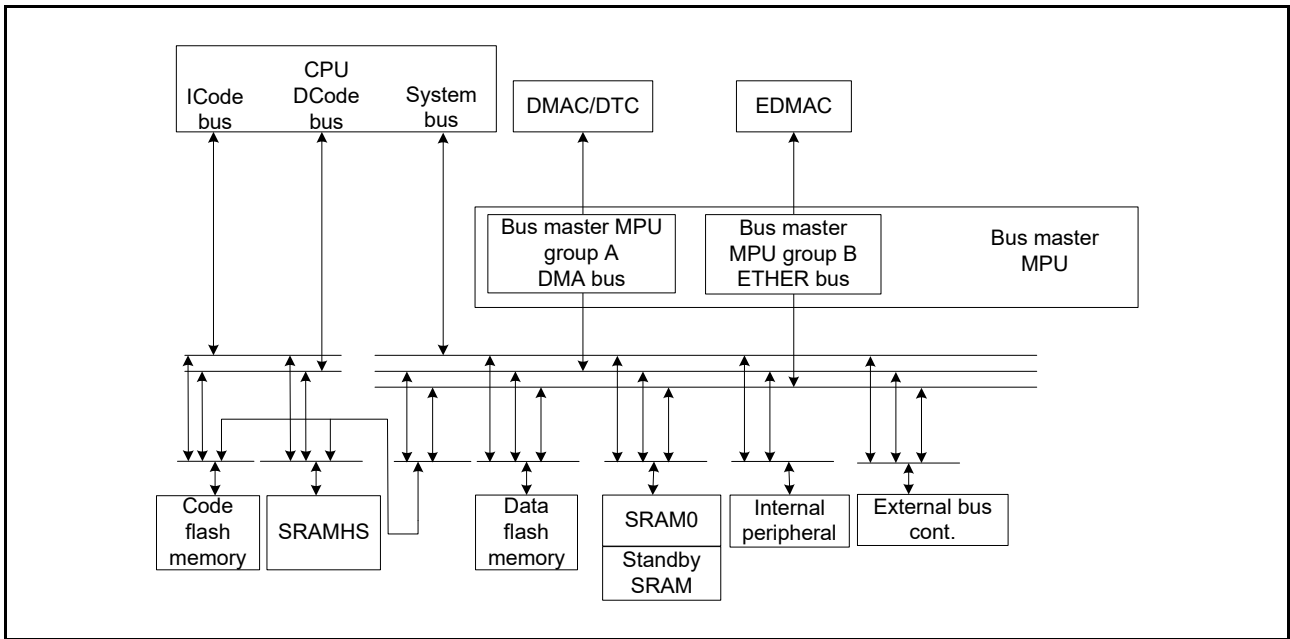 CPU
ICode
bus
DCode
bus
System
bus
DMAC/DTC
EDMAC
Bus master MPU
group A
DMA bus
Bus master
MPU group B
ETHER bus
Bus master
MPU
Code
flash
memory
SRAMHS
Data
flash
memory
SRAM0
Standby
SRAM
Internal
peripheral
External bus
cont.